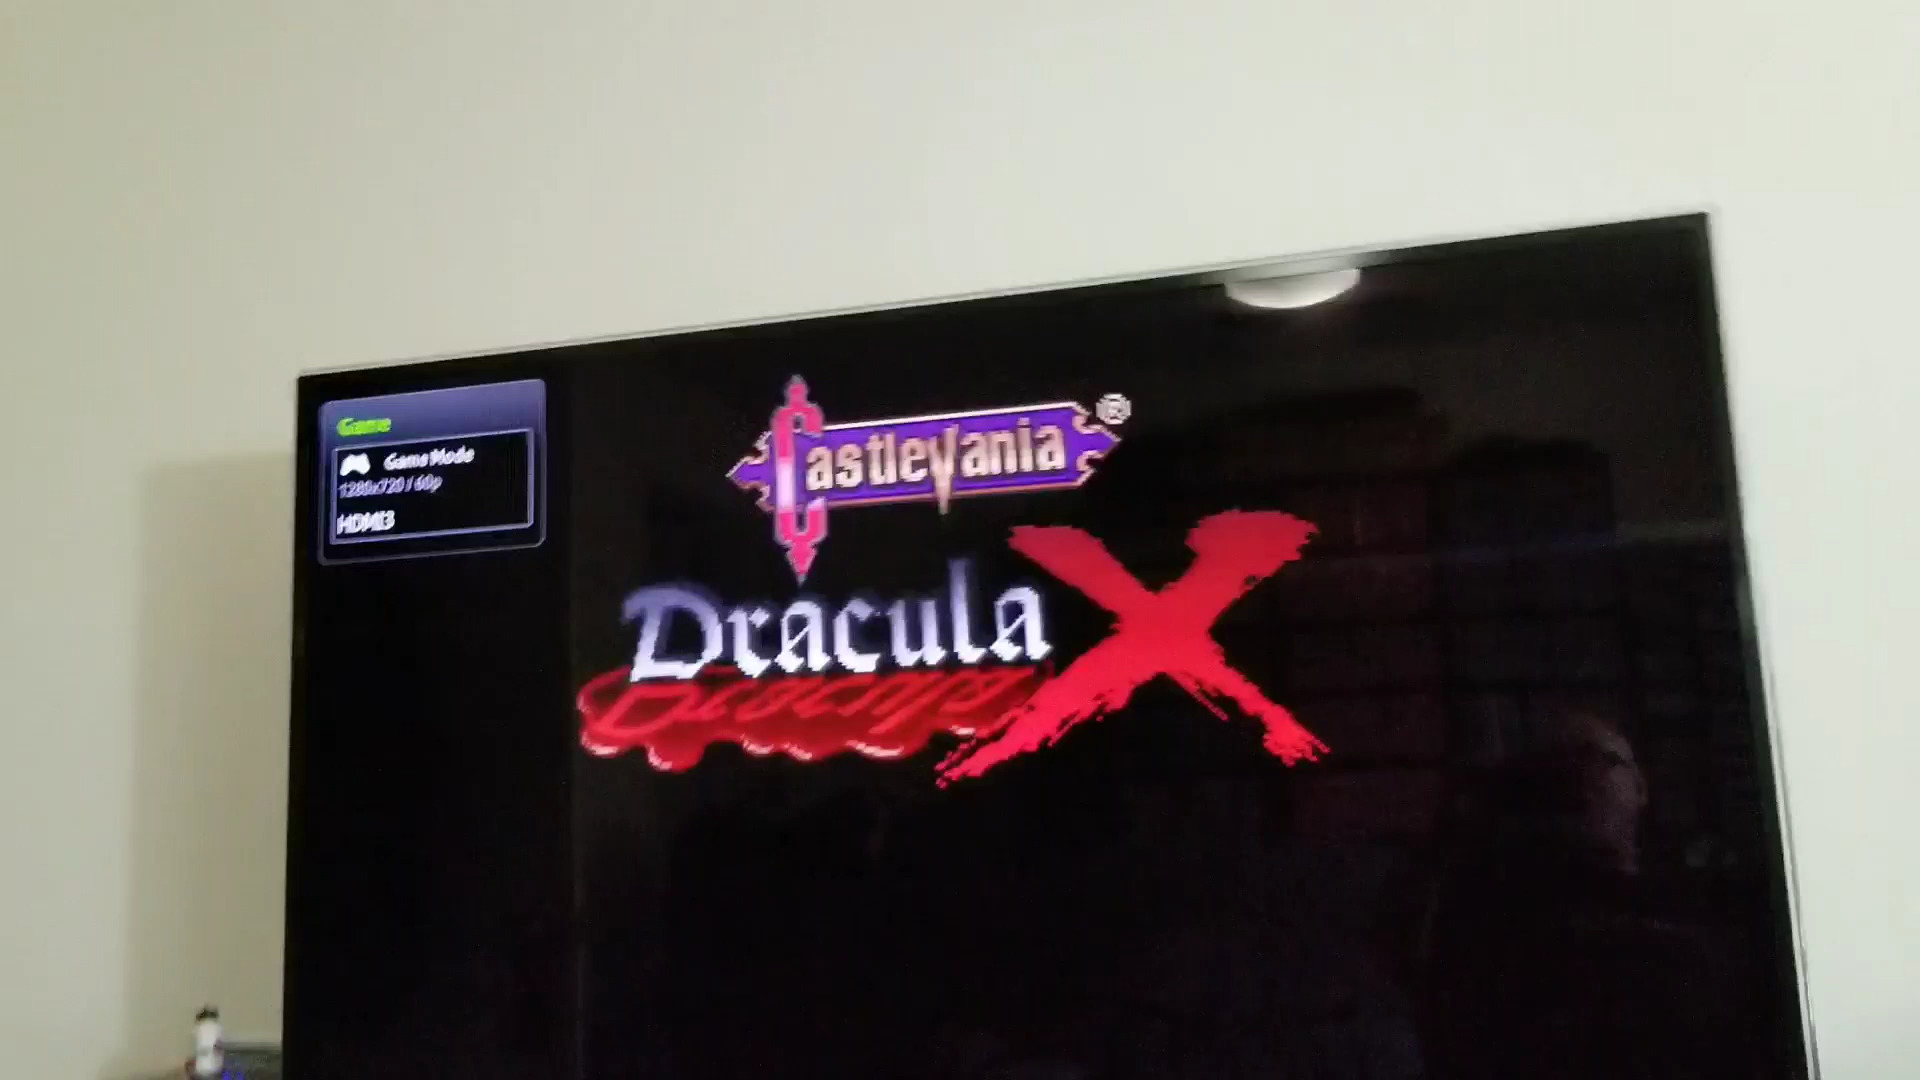 Game
Game Mode
1280x720 / 60p
HDMI3
Castlevania®
Dracula X